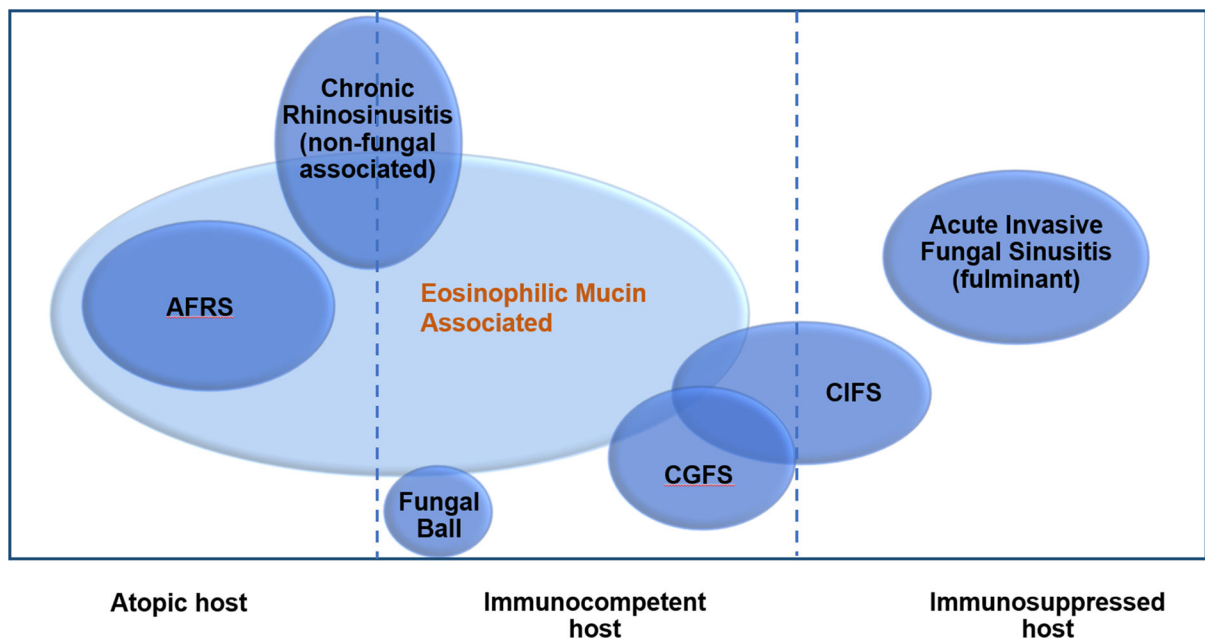 Chronic
Rhinosinusitis
(non-fungal
associated)
AFRS
Eosinophilic Mucin
Associated
Acute Invasive
Fungal Sinusitis
(fulminant)
CIFS
CGFS
Fungal
Ball
Atopic host
Immunocompetent
host
Immunosuppressed
host